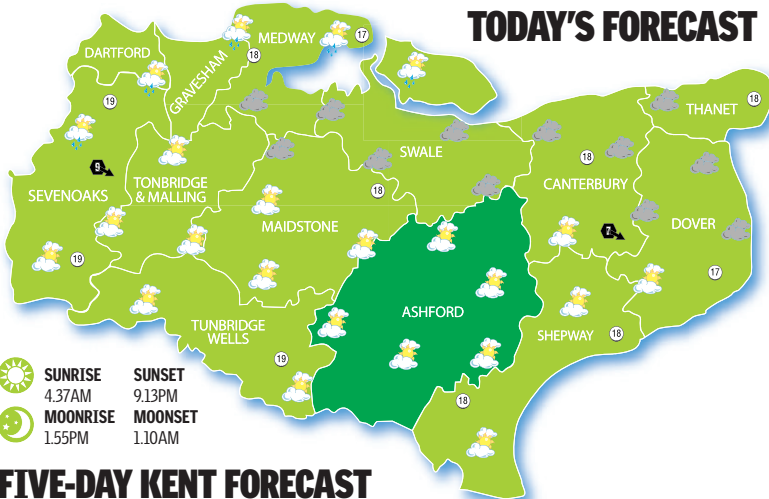 TODAY'S FORECAST
DARTFORD
GRAVESHAM
MEDWAY
17
18
19
18
THANET
SWALE
18
CANTERBURY
9
SEVENOAKS
TONBRIDGE
& MALLING
18
MAIDSTONE
DOVER
7
19
17
ASHFORD
TUNBRIDGE
WELLS
SHEPWAY
18
19
18
SUNRISE SUNSET
4.37AM 9.13PM
MOONRISE MOONSET
1.55PM 1.10AM
FIVE-DAY KENT FORECAST